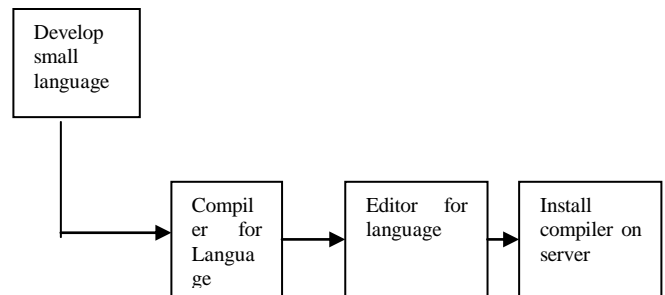 Develop
small
language
Compil
er for
Langua
ge
Editor for
language
Install
compiler on
server